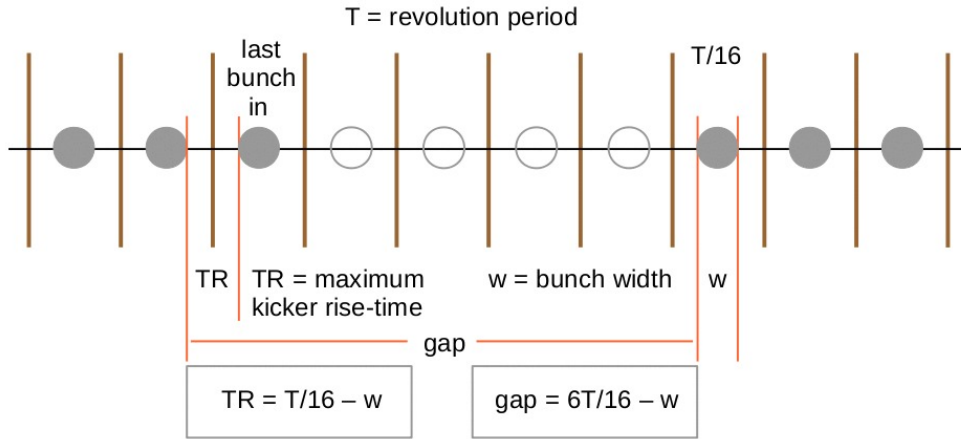 T = revolution period
last
bunch
in
T/16
TR
TR = maximum
kicker rise-time
w = bunch width
w
gap
TR = T/16 – w
gap = 6T/16 – w